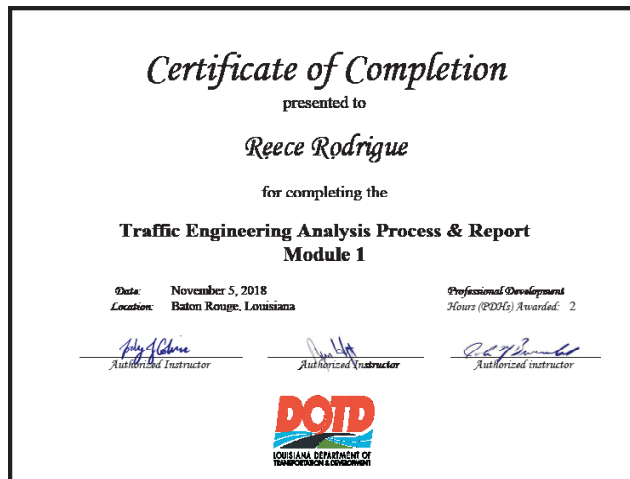 Certificate of Completion
presented to
Reece Rodrigue
for completing the
Traffic Engineering Analysis Process & Report
Module 1
Date: November 5, 2018
Location: Baton Rouge, Louisiana
Professional Development
Hours (PDHs) Awarded: 2
Authorized Instructor
Authorized Instructor
Authorized instructor
DOTD
LOUISIANA DEPARTMENT OF
TRANSPORTATION & DEVELOPMENT